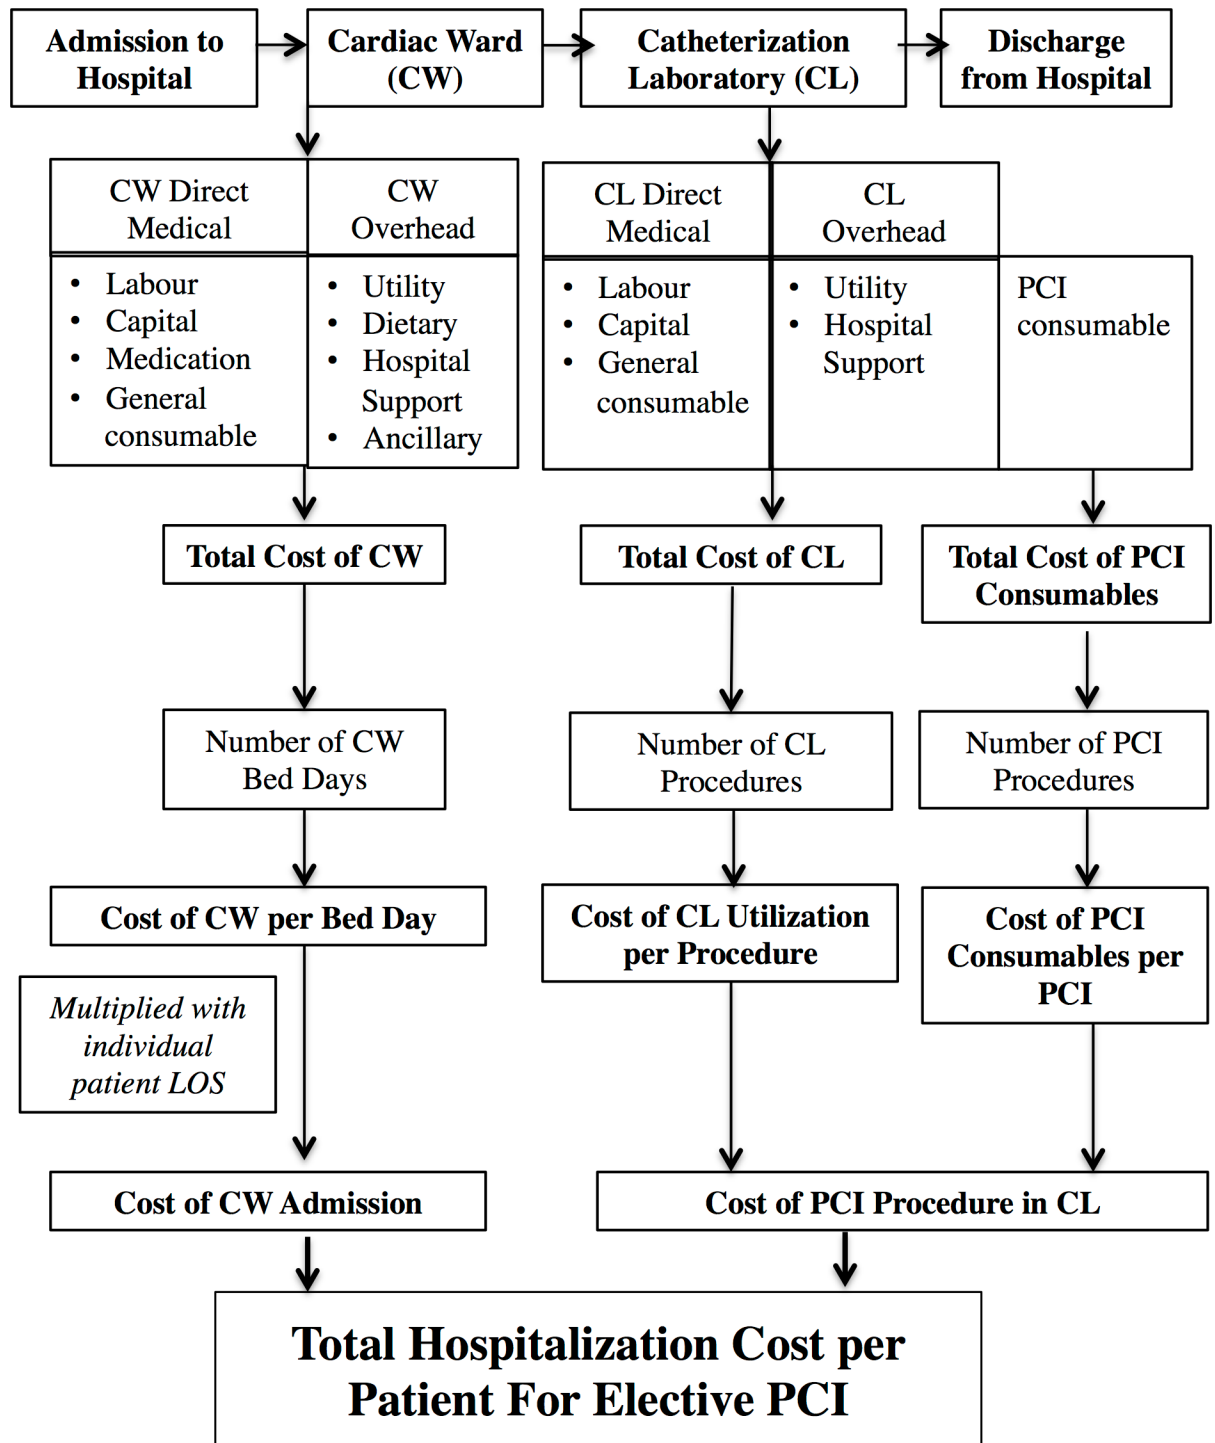 Admission to
Hospital
Cardiac Ward
(CW)
Catheterization
Laboratory (CL)
Discharge
from Hospital
CW Direct
Medical
CW
Overhead
CL Direct
Medical
CL
Overhead
• Labour
• Capital
• Medication
• General
consumable
• Utility
• Dietary
• Hospital
Support
• Ancillary
• Labour
• Capital
• General
consumable
• Utility
• Hospital
Support
PCI
consumable
Total Cost of CW
Total Cost of CL
Total Cost of PCI
Consumables
Number of CW
Bed Days
Number of CL
Procedures
Number of PCI
Procedures
Cost of CW per Bed Day
Cost of CL Utilization
per Procedure
Cost of PCI
Consumables per
PCI
Multiplied with
individual
patient LOS
Cost of CW Admission
Cost of PCI Procedure in CL
Total Hospitalization Cost per
Patient For Elective PCI